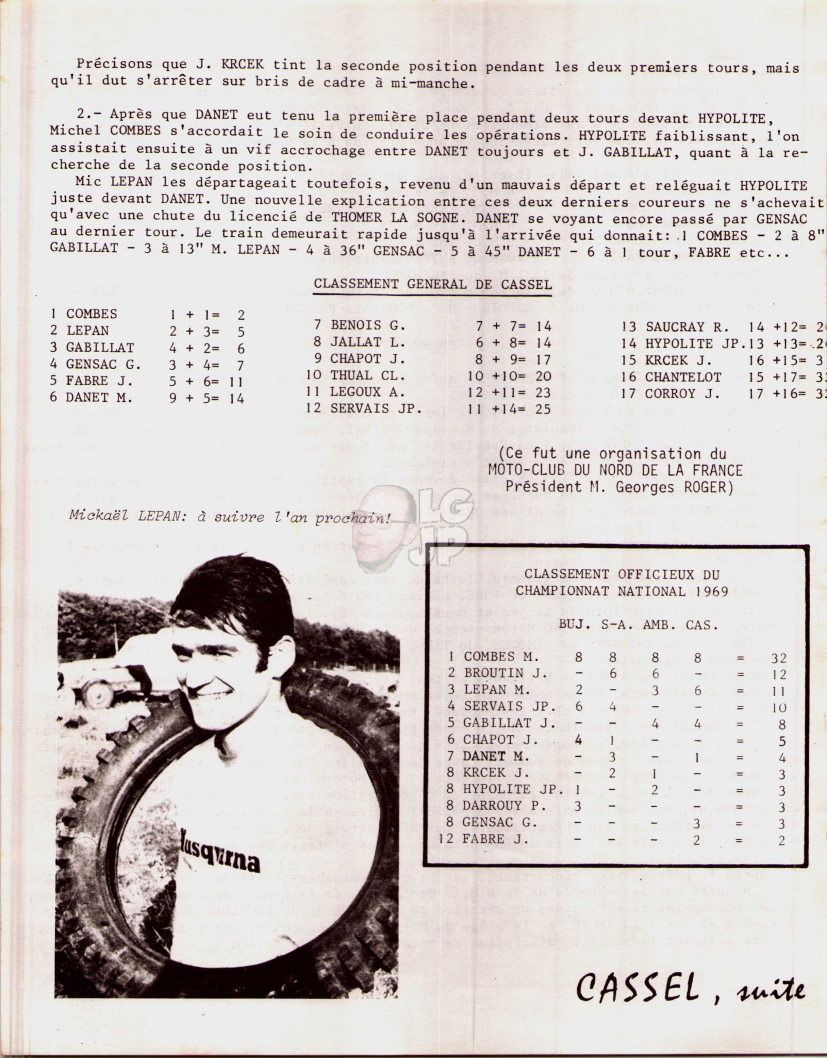 Précisons que J. KRCEK tint la seconde position pendant les deux premiers tours, mais
qu'il dut s'arrêter sur bris de cadre à mi-manche.
2.- Après que DANET eut tenu la première place pendant deux tours devant HYPOLITE,
Michel COMBES s'accordait le soin de conduire les opérations. HYPOLITE faiblissant, l'on
assistait ensuite à un vif accrochage entre DANET toujours et J. GABILLAT, quant à la re-
cherche de la seconde position.
Mic LEPAN les départageait toutefois, revenu d'un mauvais départ et reléguait HYPOLITE
juste devant DANET. Une nouvelle explication entre ces deux derniers coureurs ne s'achevait
qu'avec une chute du licencié de THOMER LA SOGNE. DANET se voyant encore passé par GENSAC
au dernier tour. Le train demeurait rapide jusqu'à l'arrivée qui donnait: 1 COMBES - 2 à 8"
GABILLAT - 3 à 13" M. LEPAN - 4 à 36" GENSAC - 5 à 45" DANET - 6 à 1 tour, FABRE etc...
CLASSEMENT GENERAL DE CASSEL
1 COMBES 1 + 1= 2
2 LEPAN 2 + 3= 5
3 GABILLAT 4 + 2= 6
4 GENSAC G. 3 + 4= 7
5 FABRE J. 5 + 6= 11
6 DANET M. 9 + 5= 14
7 BENOIS G. 7 + 7= 14
8 JALLAT L. 6 + 8= 14
9 CHAPOT J. 8 + 9= 17
10 THUAL CL. 10 +10= 20
11 LEGOUX A. 12 +11= 23
12 SERVAIS JP. 11 +14= 25
13 SAUCRAY R. 14 +12= 2
14 HYPOLITE JP. 13 +13= 2
15 KRCEK J. 16 +15= 3
16 CHANTELOT 15 +17= 3
17 CORROY J. 17 +16= 3
(Ce fut une organisation du
MOTO-CLUB DU NORD DE LA FRANCE
Président M. Georges ROGER)
LG
JP
Mickaël LEPAN: à suivre l'an prochain!
Husqvarna
CLASSEMENT OFFICIEUX DU
CHAMPIONNAT NATIONAL 1969
BUJ. S-A. AMB. CAS.
1 COMBES M. 8 8 8 8 = 32
2 BROUTIN J. - 6 6 - = 12
3 LEPAN M. 2 - 3 6 = 11
4 SERVAIS JP. 6 4 - - = 10
5 GABILLAT J. - - 4 4 = 8
6 CHAPOT J. 4 1 - - = 5
7 DANET M. - 3 - 1 = 4
8 KRCEK J. - 2 1 - = 3
8 HYPOLITE JP. 1 - 2 - = 3
8 DARROUY P. 3 - - - = 3
8 GENSAC G. - - - 3 = 3
12 FABRE J. - - - 2 = 2
CASSEL, suite